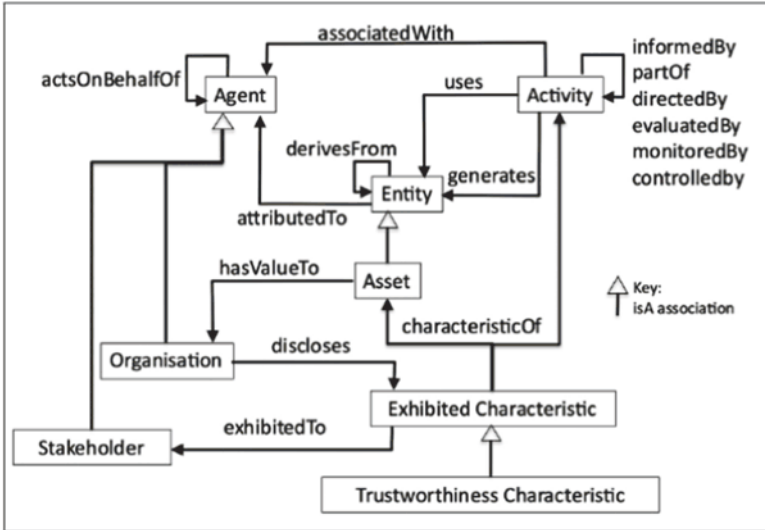 associatedWith
informedBy
actsOnBehalfOf
partOf
uses
Agent
Activity
directedBy
evaluatedBy
derivesFrom
monitoredBy
generates
controlledby
Entity
attributedTo
hasValueTo
Asset
Key:
isA association
characteristicOf
discloses
Organisation
Exhibited Characteristic
exhibitedTo
Stakeholder
Trustworthiness Characteristic